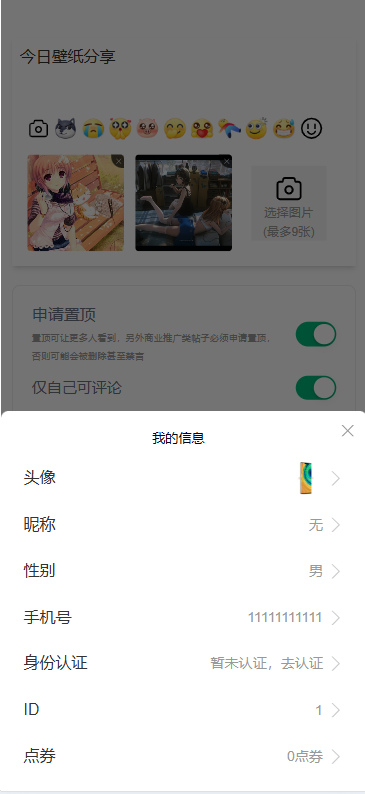 今日壁纸分享
选择图片
(最多9张)
申请置顶
置顶可让更多人看到，另外商业推广类帖子必须申请置顶，
否则可能会被删除甚至禁言
仅自己可评论
我的信息
头像
昵称 无
性别 男
手机号 11111111111
身份认证 暂未认证，去认证
ID 1
点券 0点券